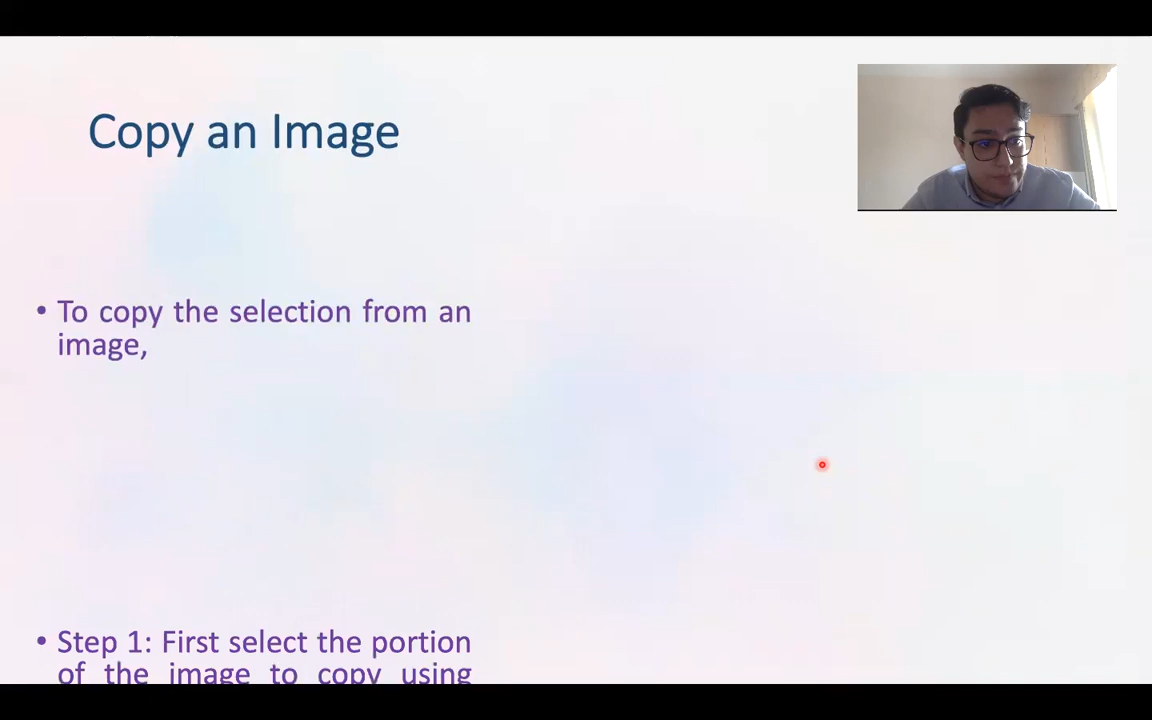 Copy an Image
• To copy the selection from an
image,
• Step 1: First select the portion
of the image to copy using